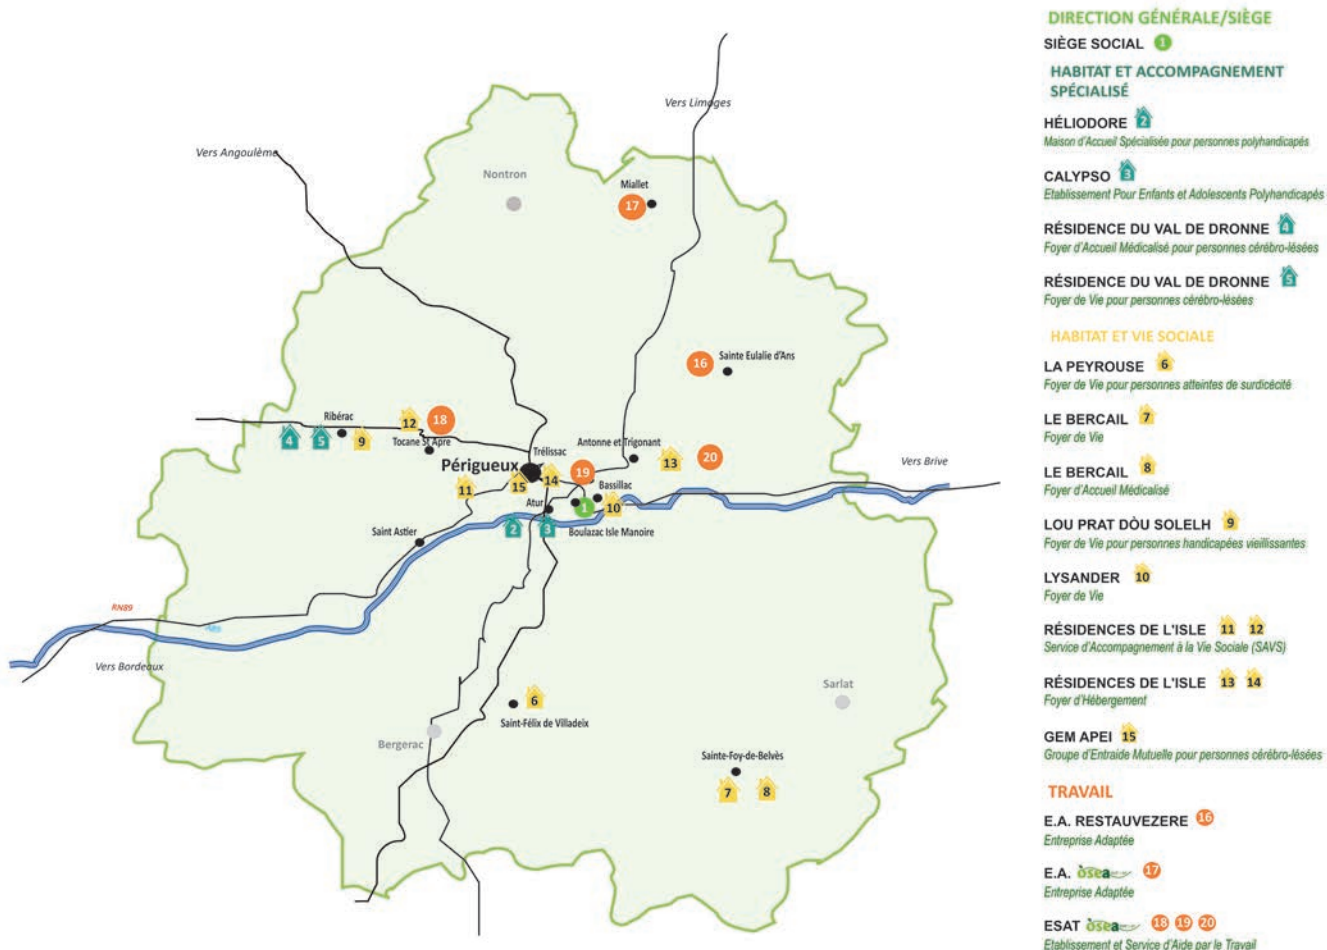 Vers Limoges
Vers Angoulême
Nontron
Miallet
17
16
Sainte Eulalie d'Ans
Ribérac
12
18
4
5
9
Tocane St Apre
Antonne et Trigonant
13
20
Trélissac
Périgueux
Vers Brive
11
15
14
19
Bassillac
Atur
1
10
Saint Astier
2
3
Boulazac Isle Manoire
RN89
A89
Vers Bordeaux
6
Saint-Félix de Villadeix
Sarlat
Bergerac
Sainte-Foy-de-Belvès
7
8
DIRECTION GÉNÉRALE/SIÈGE
SIÈGE SOCIAL 1
HABITAT ET ACCOMPAGNEMENT
SPÉCIALISÉ
HÉLIODORE 2
Maison d'Accueil Spécialisée pour personnes polyhandicapés
CALYPSO 3
Etablissement Pour Enfants et Adolescents Polyhandicapés
RÉSIDENCE DU VAL DE DRONNE 4
Foyer d'Accueil Médicalisé pour personnes cérébro-lésées
RÉSIDENCE DU VAL DE DRONNE 5
Foyer de Vie pour personnes cérébro-lésées
HABITAT ET VIE SOCIALE
LA PEYROUSE 6
Foyer de Vie pour personnes atteintes de surdicécité
LE BERCAIL 7
Foyer de Vie
LE BERCAIL 8
Foyer d'Accueil Médicalisé
LOU PRAT DÒU SOLELH 9
Foyer de Vie pour personnes handicapées vieillissantes
LYSANDER 10
Foyer de Vie
RÉSIDENCES DE L'ISLE 11 12
Service d'Accompagnement à la Vie Sociale (SAVS)
RÉSIDENCES DE L'ISLE 13 14
Foyer d'Hébergement
GEM APEI 15
Groupe d'Entraide Mutuelle pour personnes cérébro-lésées
TRAVAIL
E.A. RESTAUVEZERE 16
Entreprise Adaptée
E.A. òsea 17
Entreprise Adaptée
ESAT òsea 18 19 20
Etablissement et Service d'Aide par le Travail